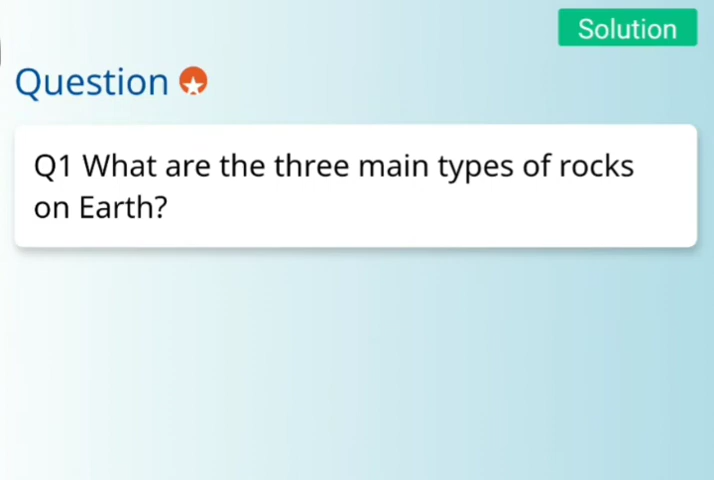 Solution
Question
Q1 What are the three main types of rocks
on Earth?